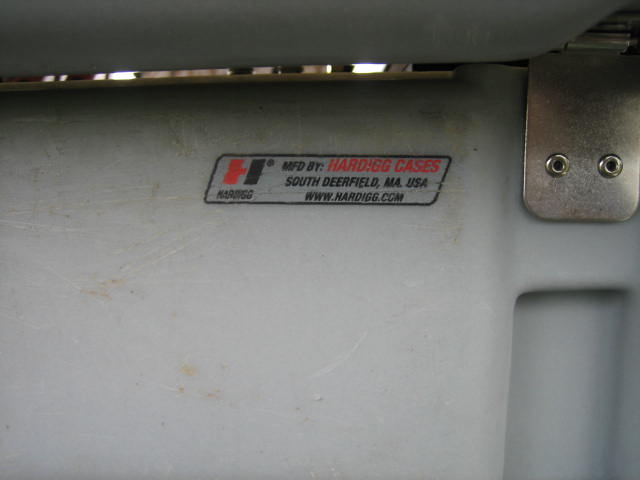 H® MFD BY: HARDIGG CASES
SOUTH DEERFIELD, MA. USA
HARDIGG WWW.HARDIGG.COM